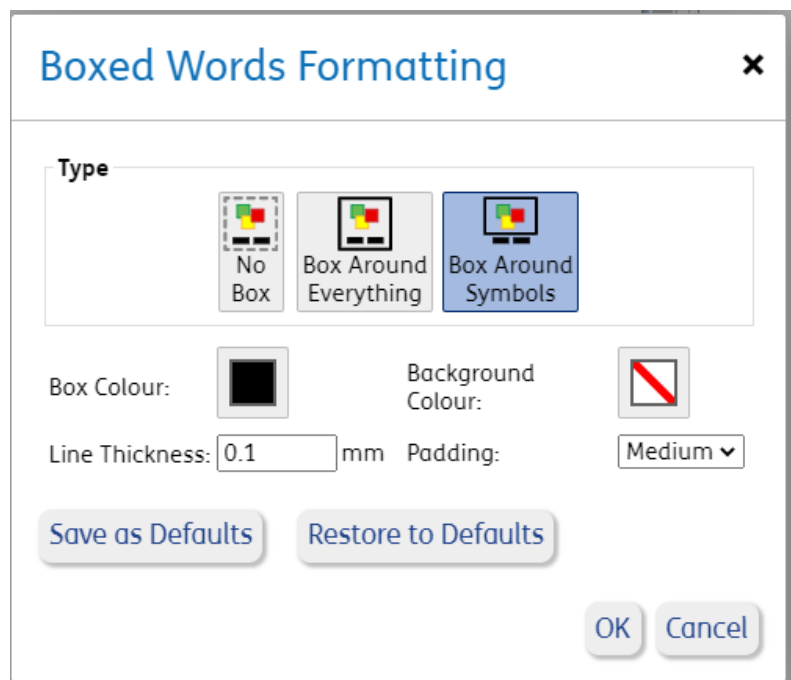 Boxed Words Formatting
Type
No
Box
Box Around
Everything
Box Around
Symbols
Box Colour:
Background
Colour:
Line Thickness: 0.1 mm Padding: Medium
Save as Defaults Restore to Defaults
OK Cancel